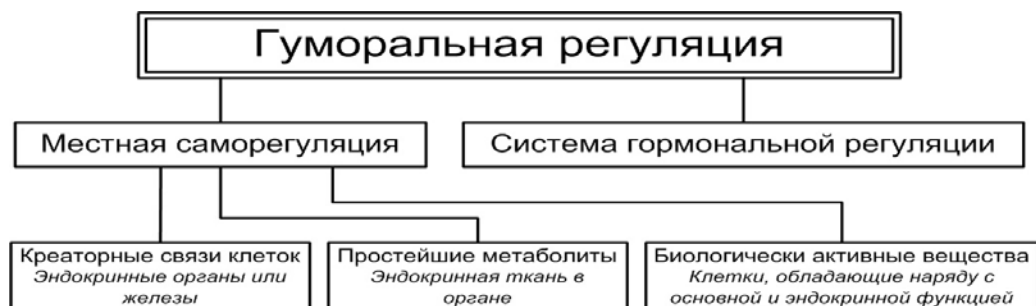 Гуморальная регуляция
Местная саморегуляция
Система гормональной регуляции
Креаторные связи клеток
Эндокринные органы или
железы
Простейшие метаболиты
Эндокринная ткань в
органе
Биологически активные вещества
Клетки, обладающие наряду с
основной и эндокринной функцией